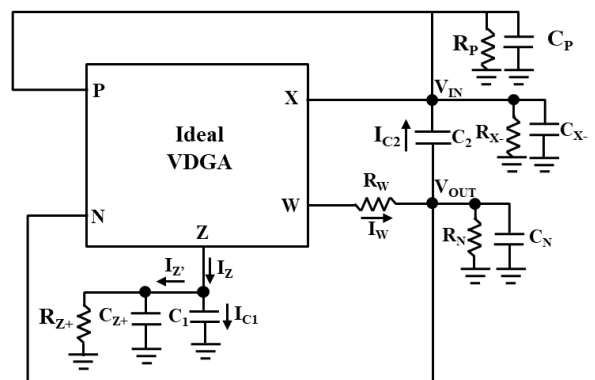 R_P
C_P
P
X
V_IN
Ideal
VDGA
I_C2
C_2
R_X-
C_X-
R_W
V_OUT
N
W
I_W
R_N
C_N
Z
I_Z'
I_Z
R_Z+
C_Z+
C_1
I_C1